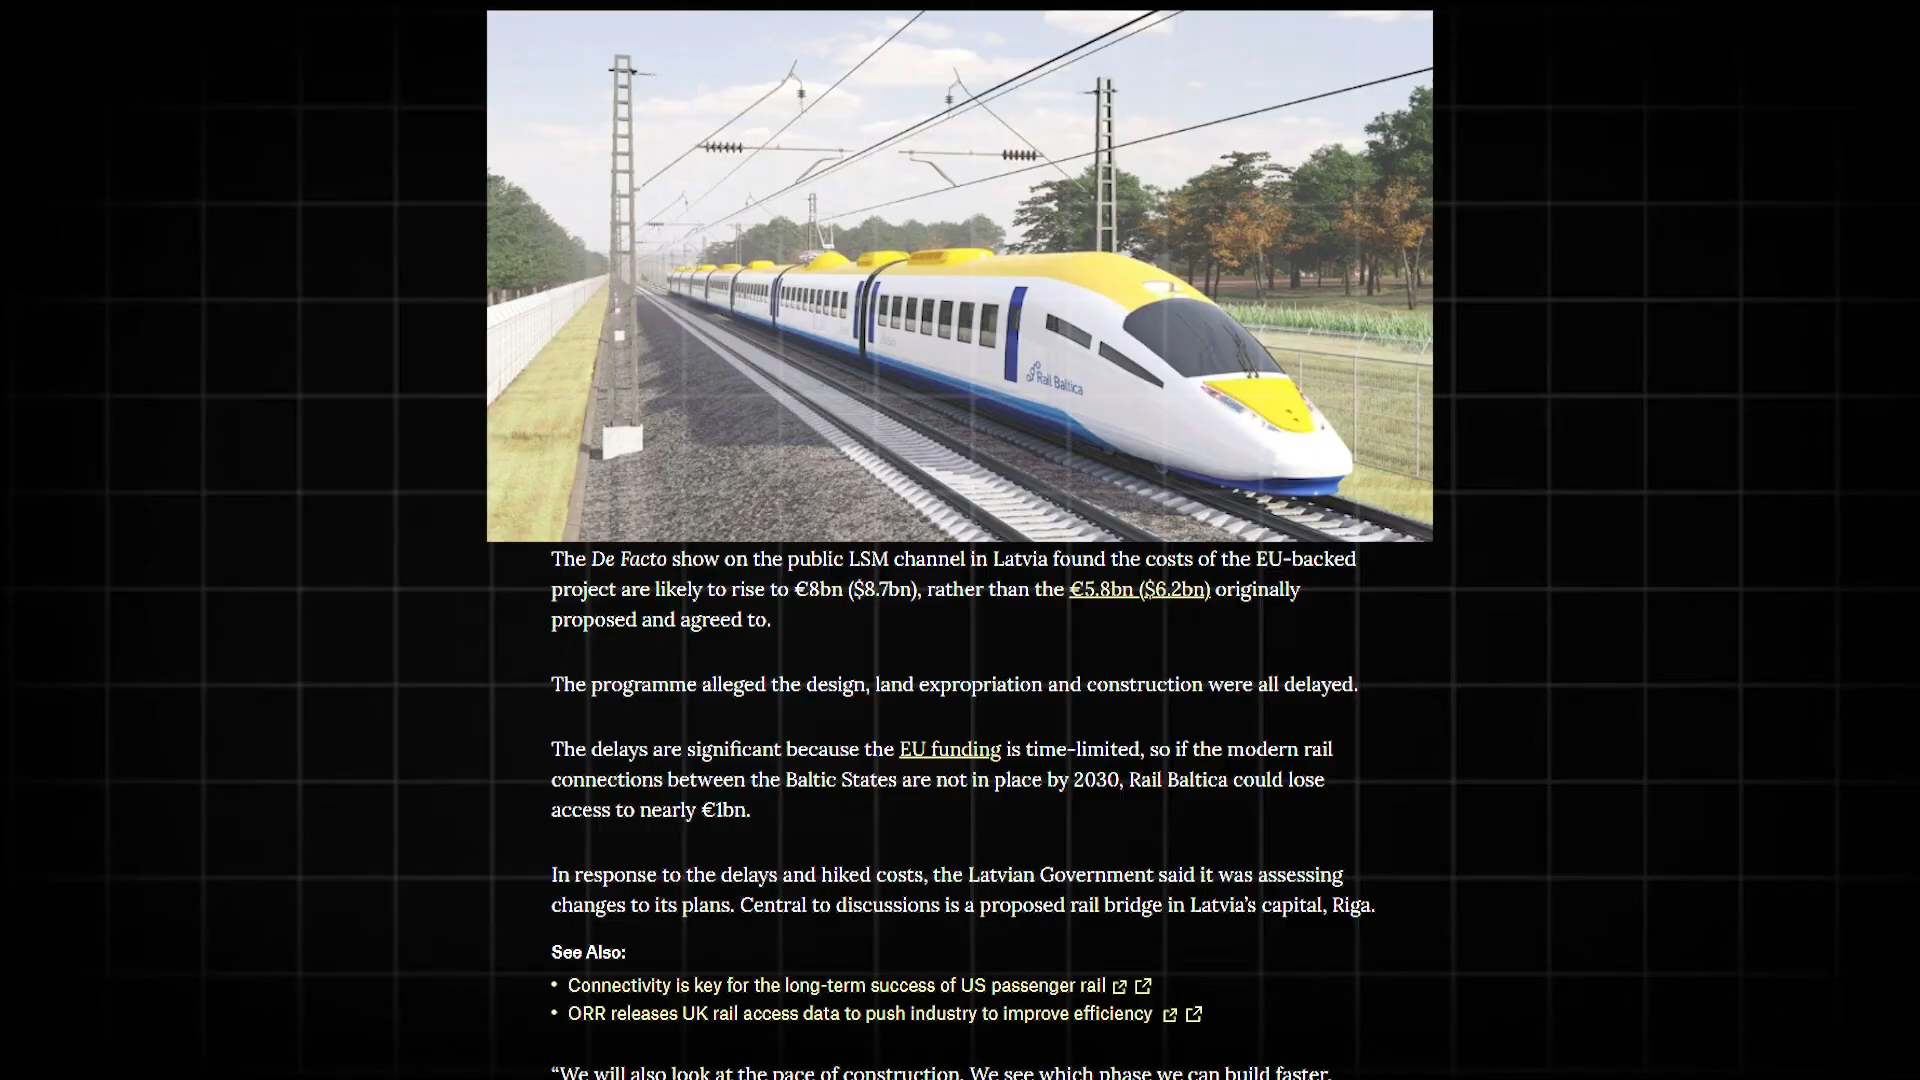 Rail Baltica
The De Facto show on the public LSM channel in Latvia found the costs of the EU-backed
project are likely to rise to €8bn ($8.7bn), rather than the €5.8bn ($6.2bn) originally
proposed and agreed to.
The programme alleged the design, land expropriation and construction were all delayed.
The delays are significant because the EU funding is time-limited, so if the modern rail
connections between the Baltic States are not in place by 2030, Rail Baltica could lose
access to nearly €1bn.
In response to the delays and hiked costs, the Latvian Government said it was assessing
changes to its plans. Central to discussions is a proposed rail bridge in Latvia’s capital, Riga.
See Also:
• Connectivity is key for the long-term success of US passenger rail
• ORR releases UK rail access data to push industry to improve efficiency
“We will also look at the pace of construction. We see which phase we can build faster,